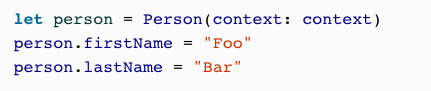 let person = Person(context: context)
person.firstName = "Foo"
person.lastName = "Bar"